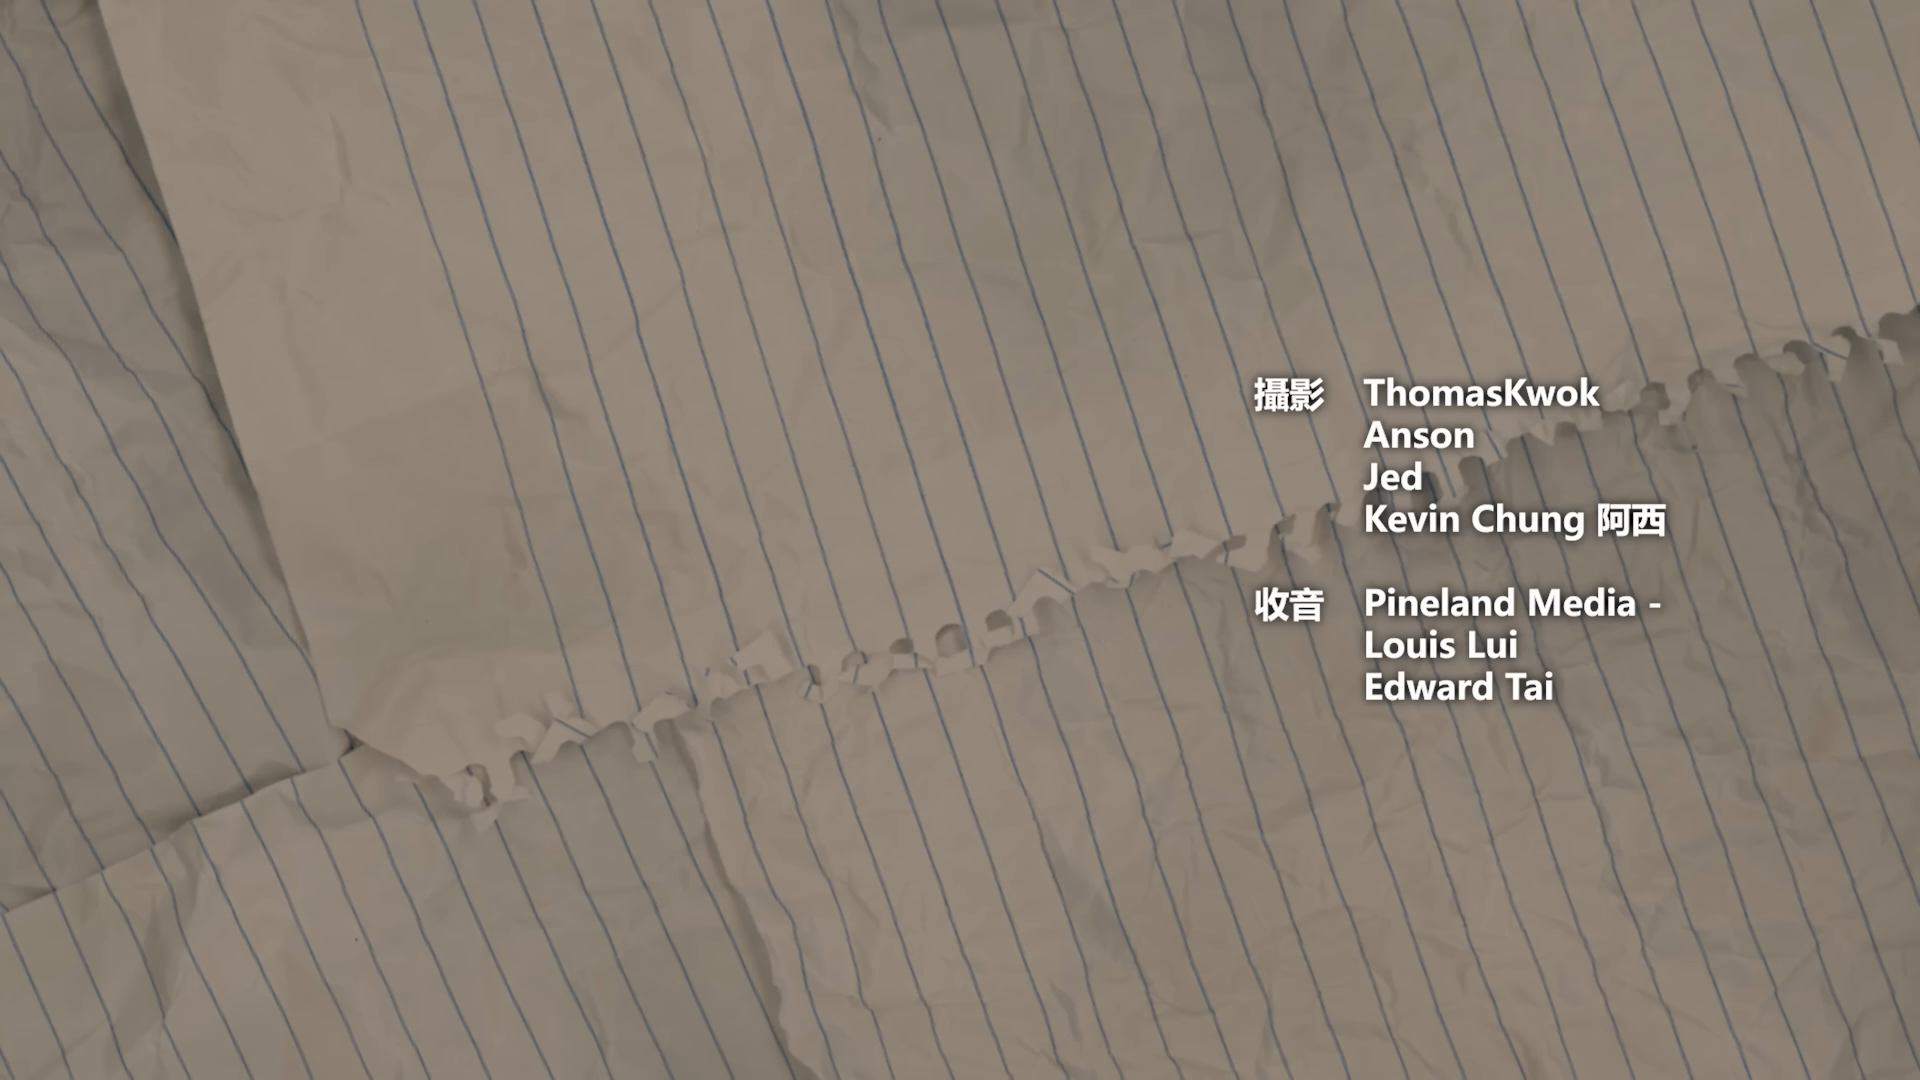 攝影 ThomasKwok
Anson
Jed
Kevin Chung 阿西
收音 Pineland Media -
Louis Lui
Edward Tai